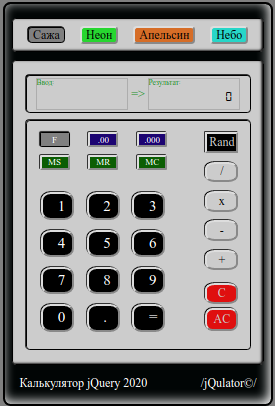 Сажа Неон Апельсин Небо
Ввод: Результат
=> 0
F .00 .000 Rand
MS MR MC
/
1 2 3 x
4 5 6 -
+
7 8 9 C
0 . = AC
Калькулятор jQuery 2020 /jQulator©/